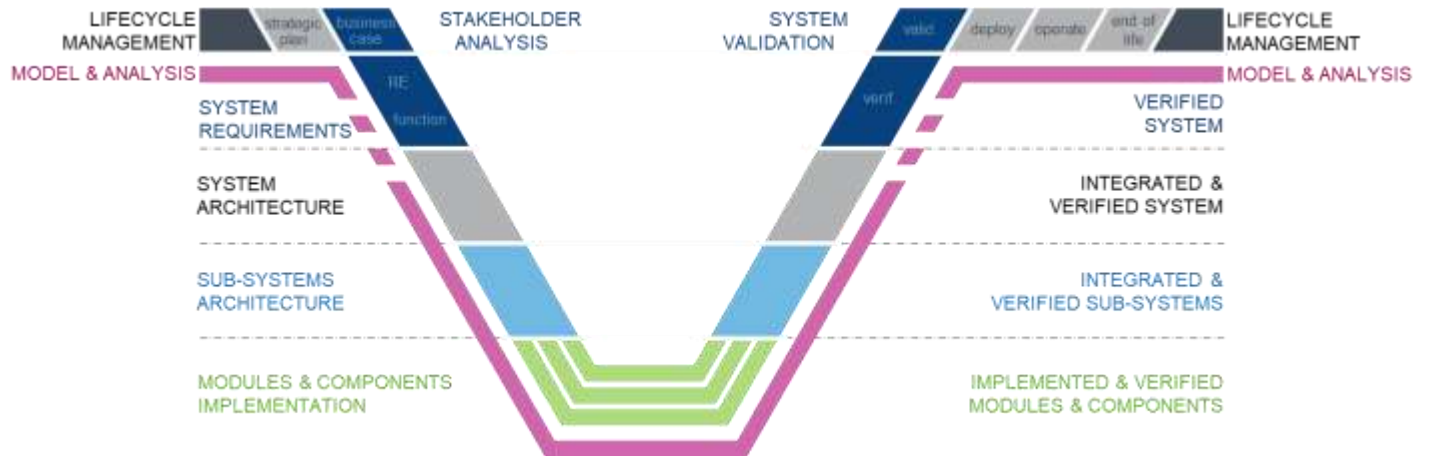 LIFECYCLE
MANAGEMENT
strategic
plan
business
case
STAKEHOLDER
ANALYSIS
SYSTEM
VALIDATION
valid
deploy
operate
end of
life
LIFECYCLE
MANAGEMENT
MODEL & ANALYSIS
RE
function
verif
MODEL & ANALYSIS
SYSTEM
REQUIREMENTS
VERIFIED
SYSTEM
SYSTEM
ARCHITECTURE
INTEGRATED &
VERIFIED SYSTEM
SUB-SYSTEMS
ARCHITECTURE
INTEGRATED &
VERIFIED SUB-SYSTEMS
MODULES & COMPONENTS
IMPLEMENTATION
IMPLEMENTED & VERIFIED
MODULES & COMPONENTS